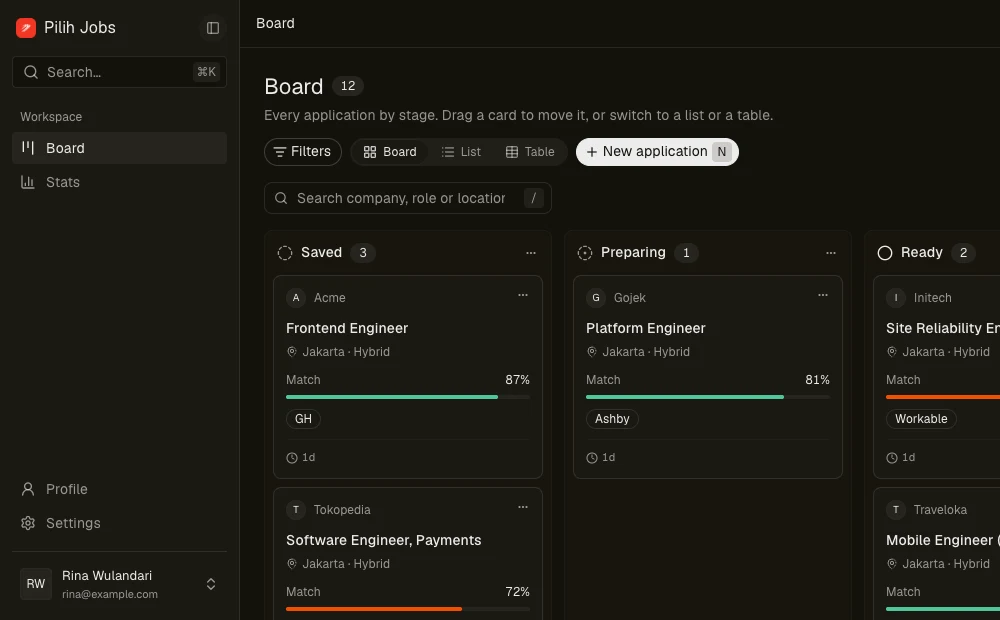 Pilih Jobs
Search...
⌘K
Workspace
Board
Stats
Profile
Settings
RW
Rina Wulandari
rina@example.com
Board
Board 12
Every application by stage. Drag a card to move it, or switch to a list or a table.
Filters
Board
List
Table
+ New application N
Search company, role or location /
Saved 3 ...
A Acme ...
Frontend Engineer
Jakarta · Hybrid
Match 87%
GH
1d
T Tokopedia ...
Software Engineer, Payments
Jakarta · Hybrid
Match 72%
Preparing 1 ...
G Gojek ...
Platform Engineer
Jakarta · Hybrid
Match 81%
Ashby
1d
Ready 2
I Initech
Site Reliability
Jakarta · Hybrid
Match
Workable
1d
T Traveloka
Mobile Engineer (
Jakarta · Hybrid
Match